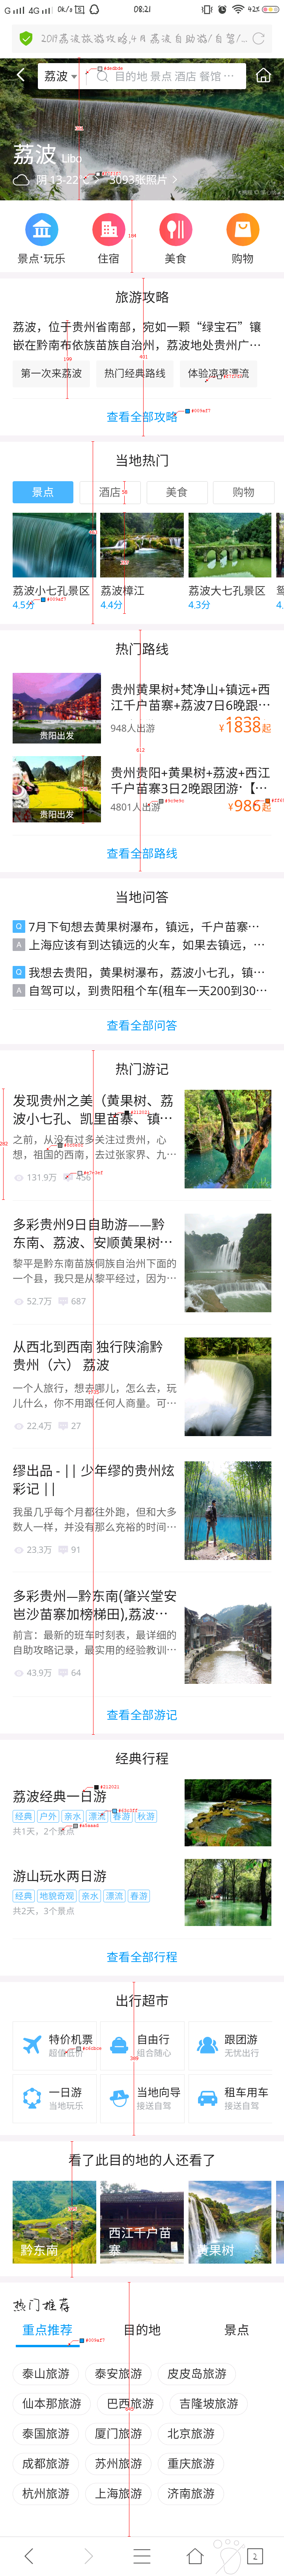 G 4G 0k/s 08:21 42%
2017荔波旅游攻略,4月荔波自助游/自驾/…
荔波 目的地 景点 酒店 餐馆 …
荔波 Libo
阴 13-22℃ 3093张照片
景点·玩乐 住宿 美食 购物
184
旅游攻略
荔波，位于贵州省南部，宛如一颗“绿宝石”镶
嵌在黔南布依族苗族自治州，荔波地处贵州广…
第一次来荔波 热门经典路线 体验凉爽漂流
查看全部攻略
#009af7
当地热门
景点 酒店 美食 购物
荔波小七孔景区 荔波樟江 荔波大七孔景区
4.5分 4.4分 4.3分
#009af7
热门路线
贵州黄果树+梵净山+镇远+西
江千户苗寨+荔波7日6晚跟…
948人出游 ¥1838起
贵阳出发
612
贵州贵阳+黄果树+荔波+西江
千户苗寨3日2晚跟团游·【…
4801人出游 ¥986起
贵阳出发
查看全部路线
当地问答
Q 7月下旬想去黄果树瀑布，镇远，千户苗寨…
A 上海应该有到达镇远的火车，如果去镇远，…
Q 我想去贵阳，黄果树瀑布，荔波小七孔，镇…
A 自驾可以，到贵阳租个车(租车一天200到30…
查看全部问答
热门游记
发现贵州之美（黄果树、荔
波小七孔、凯里苗寨、镇…
#212021
之前，从没有过多关注过贵州，心
想，祖国的西南，去过张家界、九…
131.9万 456
282
多彩贵州9日自助游——黔
东南、荔波、安顺黄果树…
黎平是黔东南苗族侗族自治州下面的
一个县，我只是从黎平经过，因为…
52.7万 687
从西北到西南 独行陕渝黔
贵州（六） 荔波
一个人旅行，想去哪儿，怎么去，玩
儿什么，你不用跟任何人商量。可…
22.4万 27
缪出品 - || 少年缪的贵州炫
彩记 ||
我虽几乎每个月都往外跑，但和大多
数人一样，并没有那么充裕的时间…
23.3万 91
多彩贵州—黔东南(肇兴堂安
岜沙苗寨加榜梯田),荔波…
前言：最新的班车时刻表，最详细的
自助攻略记录，最实用的经验教训…
43.9万 64
查看全部游记
经典行程
#212021
荔波经典一日游
经典 户外 亲水 漂流 春游 秋游
共1天，2个景点
游山玩水两日游
经典 地貌奇观 亲水 漂流 春游
共2天，3个景点
查看全部行程
出行超市
特价机票 自由行 跟团游
超值低价 组合随心 无忧出行
一日游 当地向导 租车用车
当地玩乐 接送自驾 接送自驾
看了此目的地的人还看了
黔东南 西江千户苗寨 黄果树
热门推荐
重点推荐 目的地 景点
#009af7
泰山旅游 泰安旅游 皮皮岛旅游
仙本那旅游 巴西旅游 吉隆坡旅游
泰国旅游 厦门旅游 北京旅游
成都旅游 苏州旅游 重庆旅游
杭州旅游 上海旅游 济南旅游
2